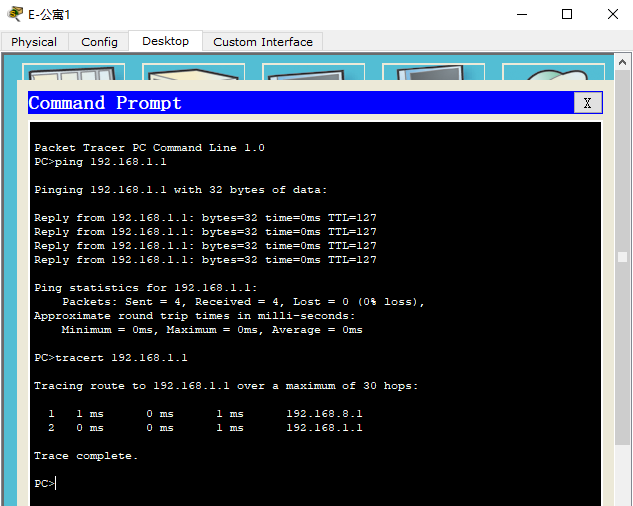 E-公寓1
Physical Config Desktop Custom Interface
Command Prompt X
Packet Tracer PC Command Line 1.0
PC>ping 192.168.1.1
Pinging 192.168.1.1 with 32 bytes of data:
Reply from 192.168.1.1: bytes=32 time=0ms TTL=127
Reply from 192.168.1.1: bytes=32 time=0ms TTL=127
Reply from 192.168.1.1: bytes=32 time=0ms TTL=127
Reply from 192.168.1.1: bytes=32 time=0ms TTL=127
Ping statistics for 192.168.1.1:
Packets: Sent = 4, Received = 4, Lost = 0 (0% loss),
Approximate round trip times in milli-seconds:
Minimum = 0ms, Maximum = 0ms, Average = 0ms
PC>tracert 192.168.1.1
Tracing route to 192.168.1.1 over a maximum of 30 hops:
1 1 ms 0 ms 1 ms 192.168.8.1
2 0 ms 0 ms 1 ms 192.168.1.1
Trace complete.
PC>